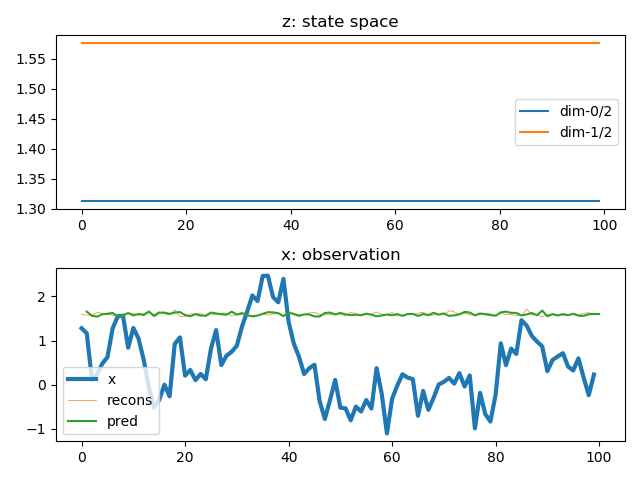 z: state space
1.55
1.50
1.45
1.40
1.35
1.30
dim-0/2
dim-1/2
0 20 40 60 80 100
x: observation
2
1
0
−1
x
recons
pred
0 20 40 60 80 100